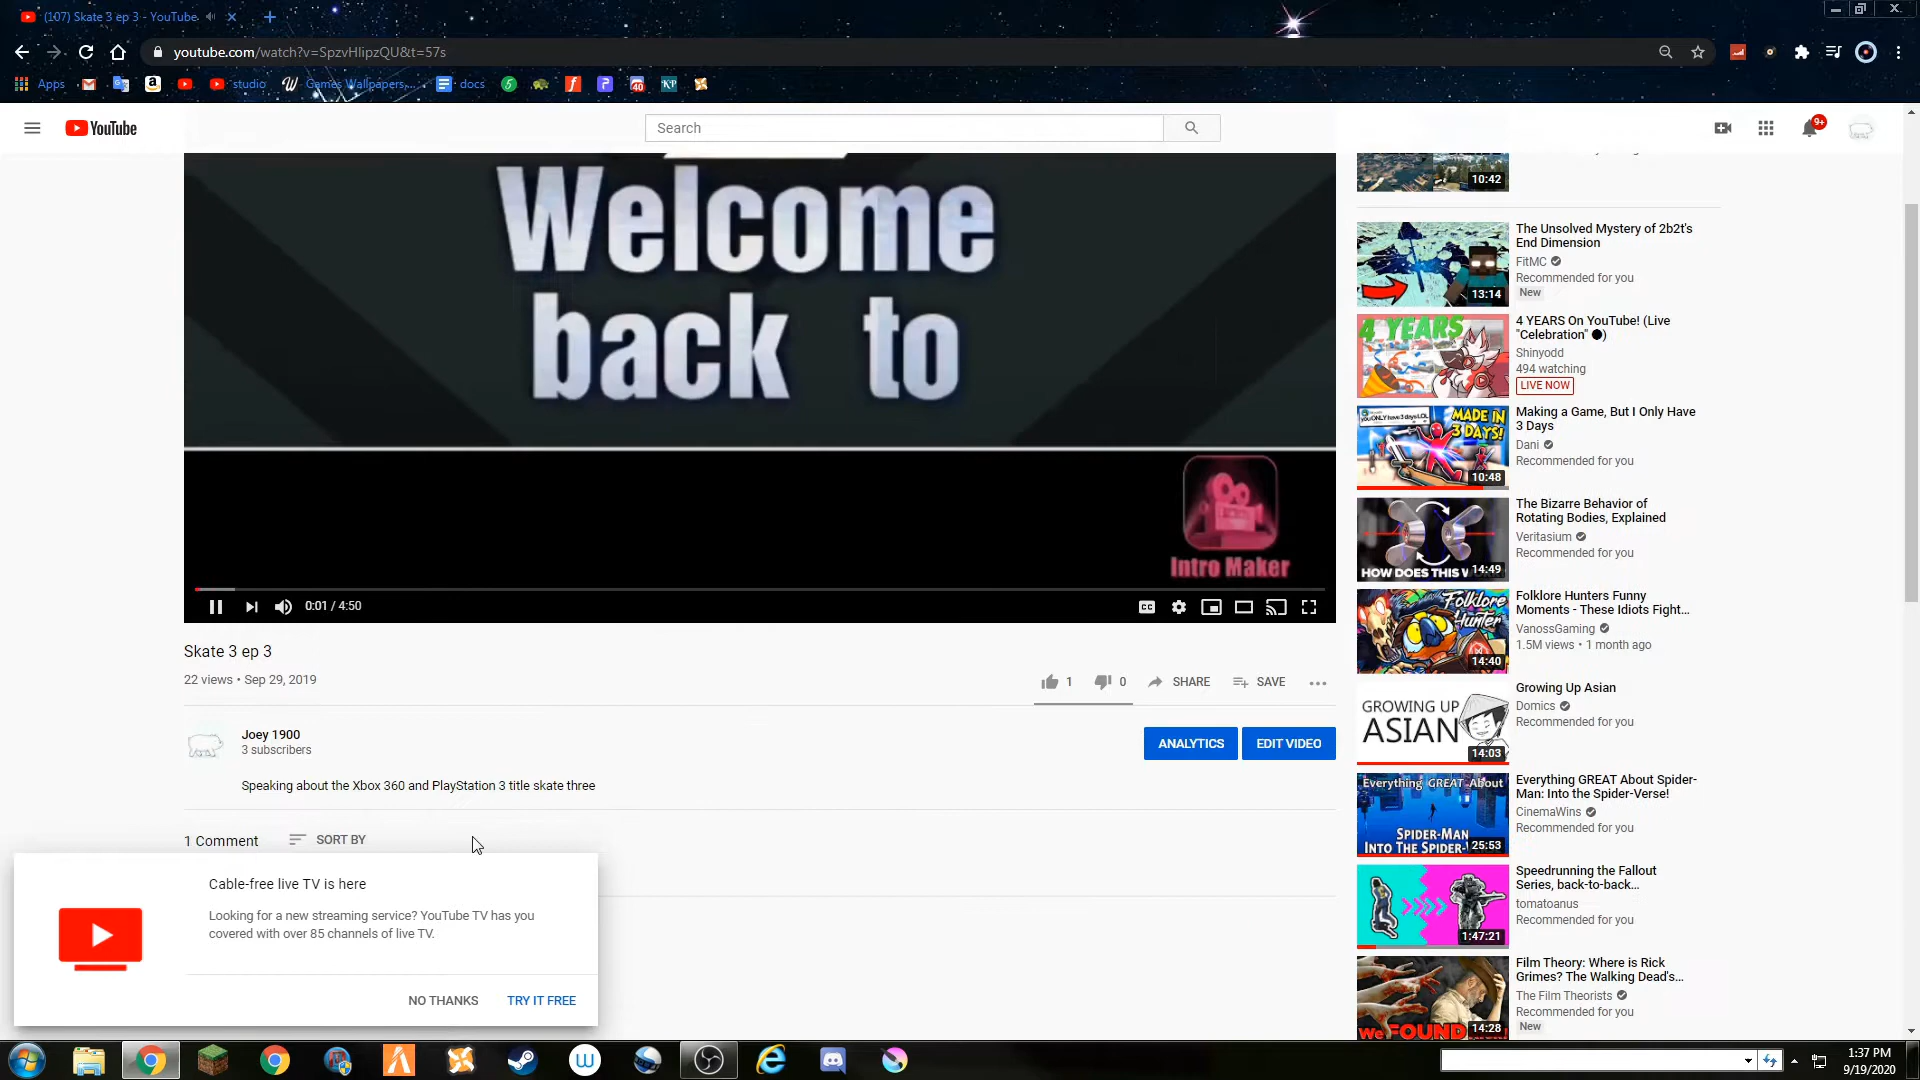 (107) Skate 3 ep 3 - YouTube
youtube.com/watch?v=SpzvHlipzQU&t=57s
Apps
studio
Games Wallpapers,...
docs
5
40
KP
YouTube
Search
9+
Welcome
back to
Intro Maker
0:01 / 4:50
CC
Skate 3 ep 3
22 views • Sep 29, 2019
1
0
SHARE
SAVE
Joey 1900
3 subscribers
ANALYTICS
EDIT VIDEO
Speaking about the Xbox 360 and PlayStation 3 title skate three
1 Comment
SORT BY
Cable-free live TV is here
Looking for a new streaming service? YouTube TV has you
covered with over 85 channels of live TV.
NO THANKS
TRY IT FREE
10:42
13:14
The Unsolved Mystery of 2b2t's
End Dimension
FitMC
Recommended for you
New
4 YEARS
4 YEARS On YouTube! (Live
"Celebration"
Shinyodd
494 watching
LIVE NOW
MADE IN
3 DAYS!
10:48
Making a Game, But I Only Have
3 Days
Dani
Recommended for you
HOW DOES THIS
14:49
The Bizarre Behavior of
Rotating Bodies, Explained
Veritasium
Recommended for you
Folklore
Hunter
14:40
Folklore Hunters Funny
Moments - These Idiots Fight...
VanossGaming
1.5M views • 1 month ago
GROWING UP
ASIAN
14:03
Growing Up Asian
Domics
Recommended for you
Everything GREAT About
SPIDER-MAN
INTO THE SPIDER-
25:53
Everything GREAT About Spider-
Man: Into the Spider-Verse!
CinemaWins
Recommended for you
1:47:21
Speedrunning the Fallout
Series, back-to-back...
tomatoanus
Recommended for you
We FOUND
14:28
Film Theory: Where is Rick
Grimes? The Walking Dead's...
The Film Theorists
Recommended for you
New
1:37 PM
9/19/2020